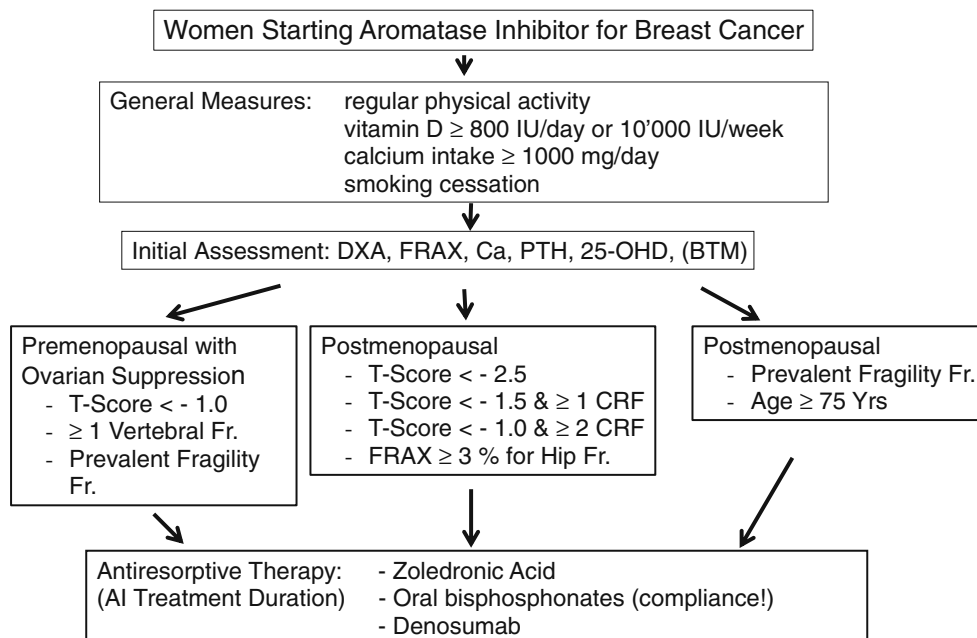 Women Starting Aromatase Inhibitor for Breast Cancer
General Measures: regular physical activity
vitamin D ≥ 800 IU/day or 10'000 IU/week
calcium intake ≥ 1000 mg/day
smoking cessation
Initial Assessment: DXA, FRAX, Ca, PTH, 25-OHD, (BTM)
Premenopausal with
Ovarian Suppression
- T-Score < - 1.0
- ≥ 1 Vertebral Fr.
- Prevalent Fragility
Fr.
Postmenopausal
- T-Score < - 2.5
- T-Score < - 1.5 & ≥ 1 CRF
- T-Score < - 1.0 & ≥ 2 CRF
- FRAX ≥ 3 % for Hip Fr.
Postmenopausal
- Prevalent Fragility Fr.
- Age ≥ 75 Yrs
Antiresorptive Therapy: - Zoledronic Acid
(AI Treatment Duration) - Oral bisphosphonates (compliance!)
- Denosumab